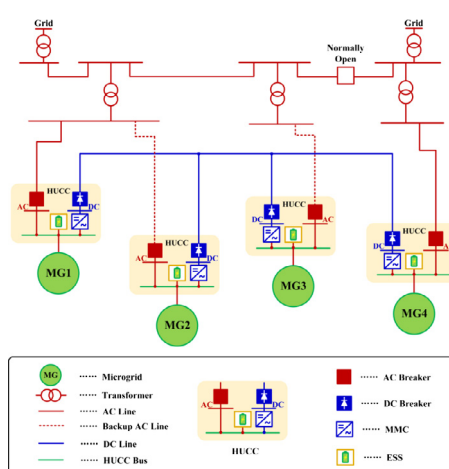 Grid
Grid
Normally
Open
HUCC
AC
DC
MG1
HUCC
AC
DC
MG2
HUCC
DC
AC
MG3
HUCC
DC
A
MG4
MG ...... Microgrid
...... Transformer
...... AC Line
...... Backup AC Line
...... DC Line
...... HUCC Bus
AC
DC
HUCC
...... AC Breaker
...... DC Breaker
...... MMC
...... ESS